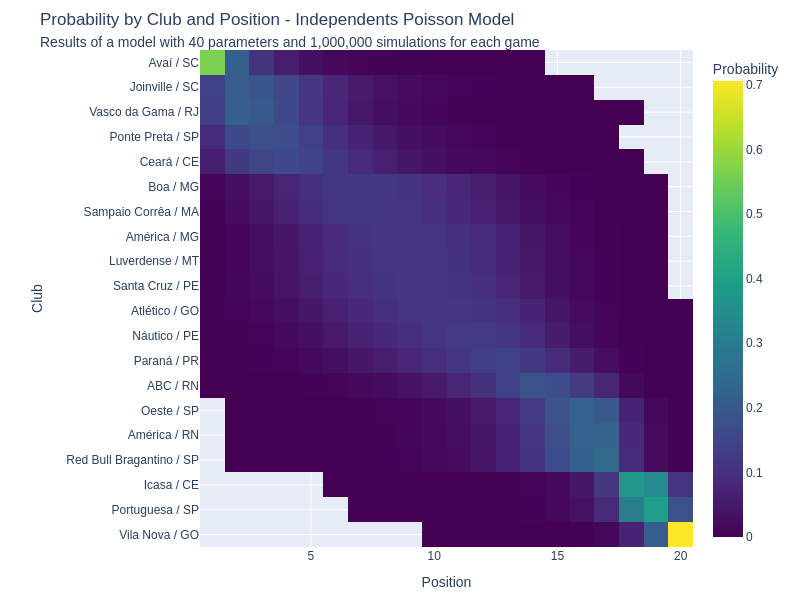 Probability by Club and Position - Independents Poisson Model
Results of a model with 40 parameters and 1,000,000 simulations for each game
Probability
Club
Avaí / SC
Joinville / SC
Vasco da Gama / RJ
Ponte Preta / SP
Ceará / CE
Boa / MG
Sampaio Corrêa / MA
América / MG
Luverdense / MT
Santa Cruz / PE
Atlético / GO
Náutico / PE
Paraná / PR
ABC / RN
Oeste / SP
América / RN
Red Bull Bragantino / SP
Icasa / CE
Portuguesa / SP
Vila Nova / GO
0.7
0.6
0.5
0.4
0.3
0.2
0.1
0
5 10 15 20
Position